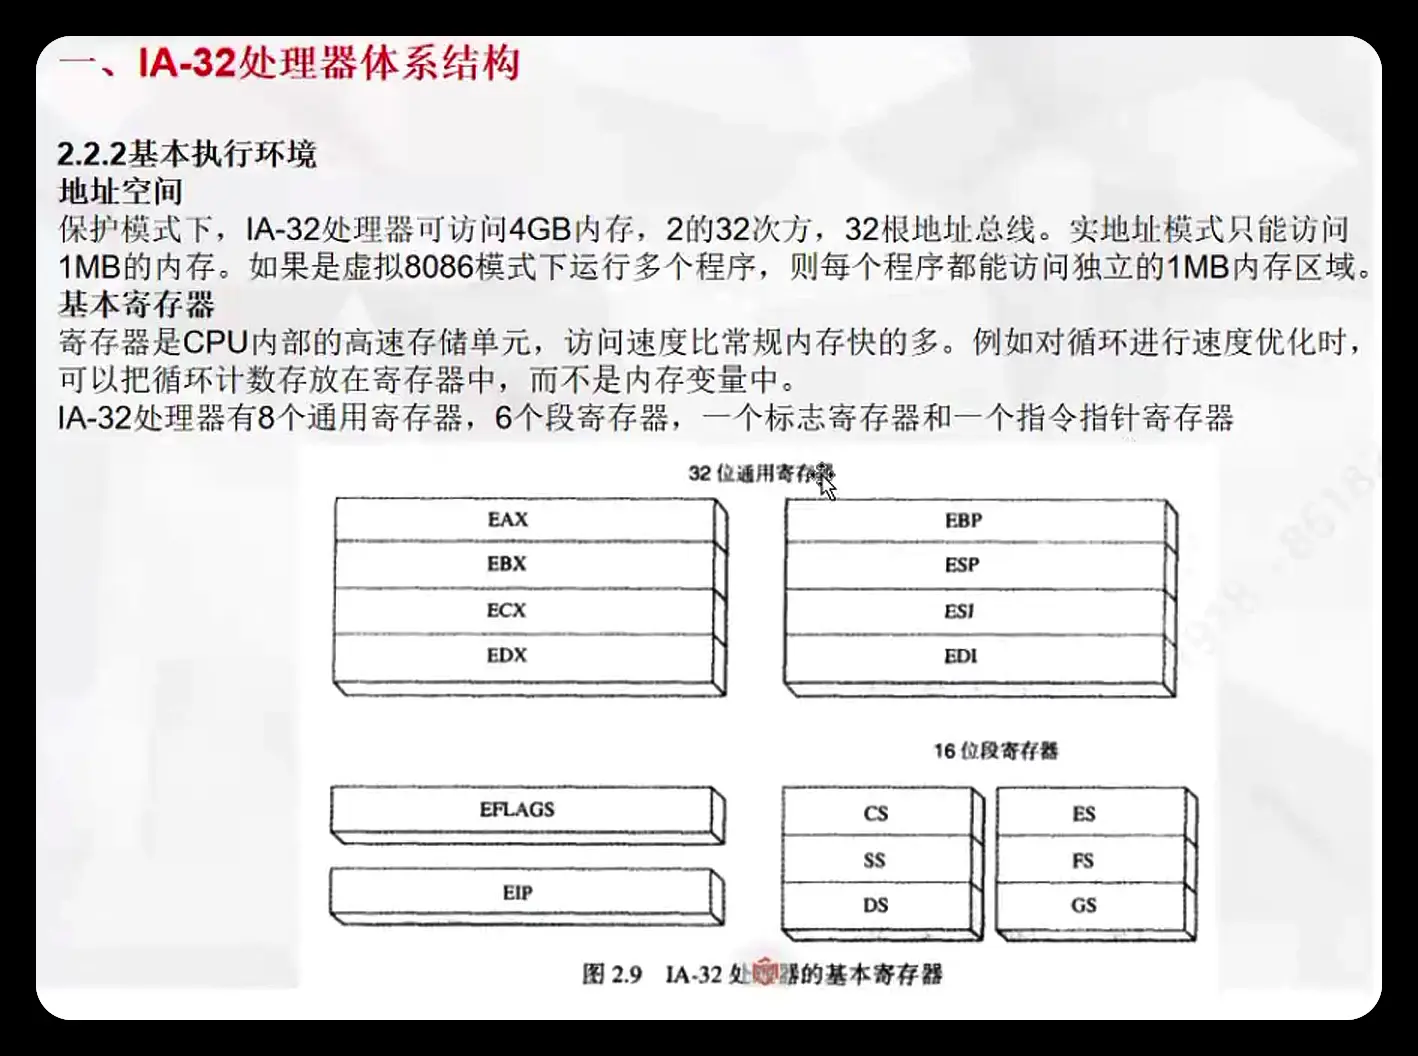 一、IA-32处理器体系结构
2.2.2基本执行环境
地址空间
保护模式下，IA-32处理器可访问4GB内存，2的32次方，32根地址总线。实地址模式只能访问
1MB的内存。如果是虚拟8086模式下运行多个程序，则每个程序都能访问独立的1MB内存区域。
基本寄存器
寄存器是CPU内部的高速存储单元，访问速度比常规内存快的多。例如对循环进行速度优化时，
可以把循环计数存放在寄存器中，而不是内存变量中。
IA-32处理器有8个通用寄存器，6个段寄存器，一个标志寄存器和一个指令指针寄存器
32 位通用寄存器
EAX
EBX
ECX
EDX
EBP
ESP
ESI
EDI
16 位段寄存器
EFLAGS
EIP
CS
SS
DS
ES
FS
GS
图 2.9 IA-32 处理器的基本寄存器